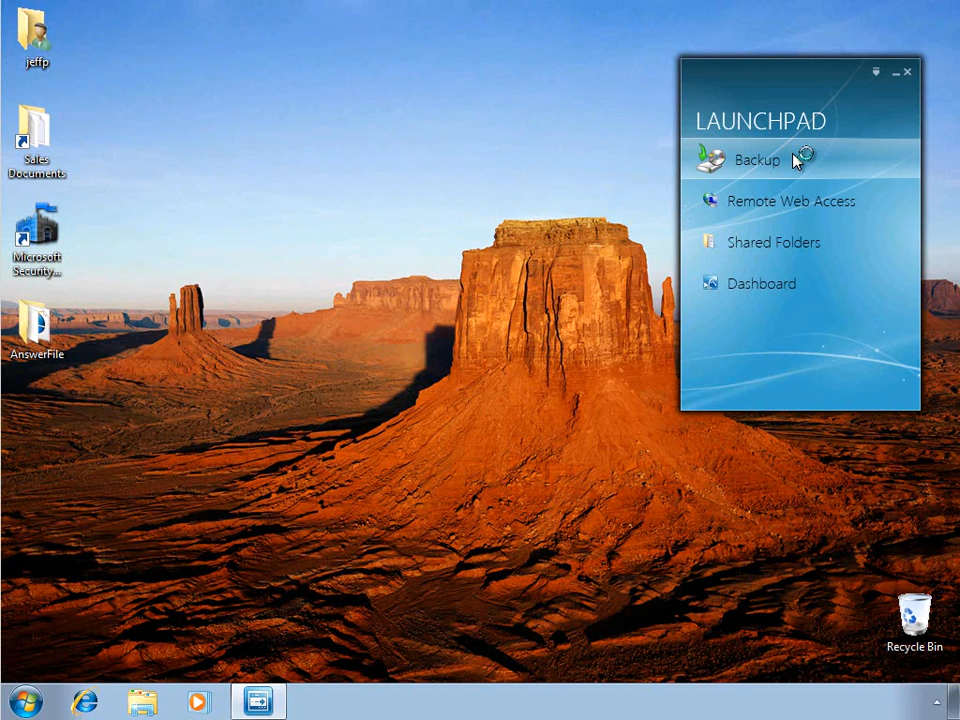 jeffp
Sales
Documents
Microsoft
Security...
AnswerFile
LAUNCHPAD
Backup
Remote Web Access
Shared Folders
Dashboard
Recycle Bin